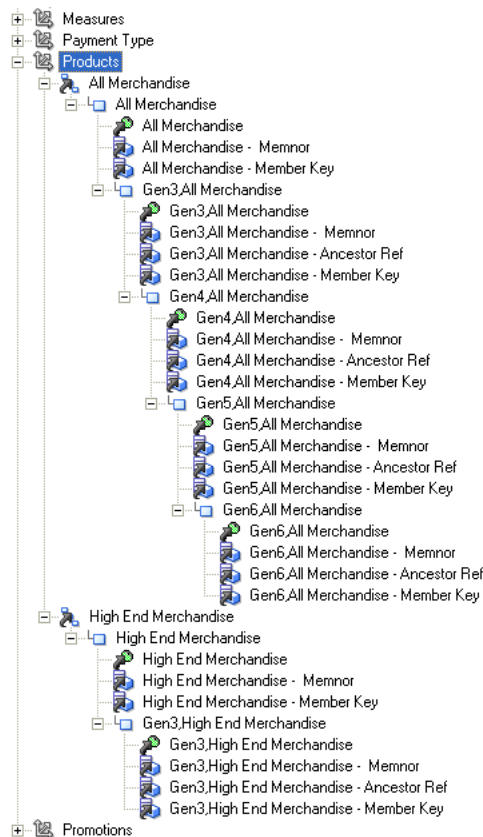 Measures
Payment Type
Products
All Merchandise
All Merchandise
All Merchandise
All Merchandise -  Memnor
All Merchandise - Member Key
Gen3,All Merchandise
Gen3,All Merchandise
Gen3,All Merchandise -  Memnor
Gen3,All Merchandise - Ancestor Ref
Gen3,All Merchandise - Member Key
Gen4,All Merchandise
Gen4,All Merchandise
Gen4,All Merchandise -  Memnor
Gen4,All Merchandise - Ancestor Ref
Gen4,All Merchandise - Member Key
Gen5,All Merchandise
Gen5,All Merchandise
Gen5,All Merchandise -  Memnor
Gen5,All Merchandise - Ancestor Ref
Gen5,All Merchandise - Member Key
Gen6,All Merchandise
Gen6,All Merchandise
Gen6,All Merchandise -  Memnor
Gen6,All Merchandise - Ancestor Ref
Gen6,All Merchandise - Member Key
High End Merchandise
High End Merchandise
High End Merchandise
High End Merchandise -  Memnor
High End Merchandise - Member Key
Gen3,High End Merchandise
Gen3,High End Merchandise
Gen3,High End Merchandise -  Memnor
Gen3,High End Merchandise - Ancestor Ref
Gen3,High End Merchandise - Member Key
Promotions